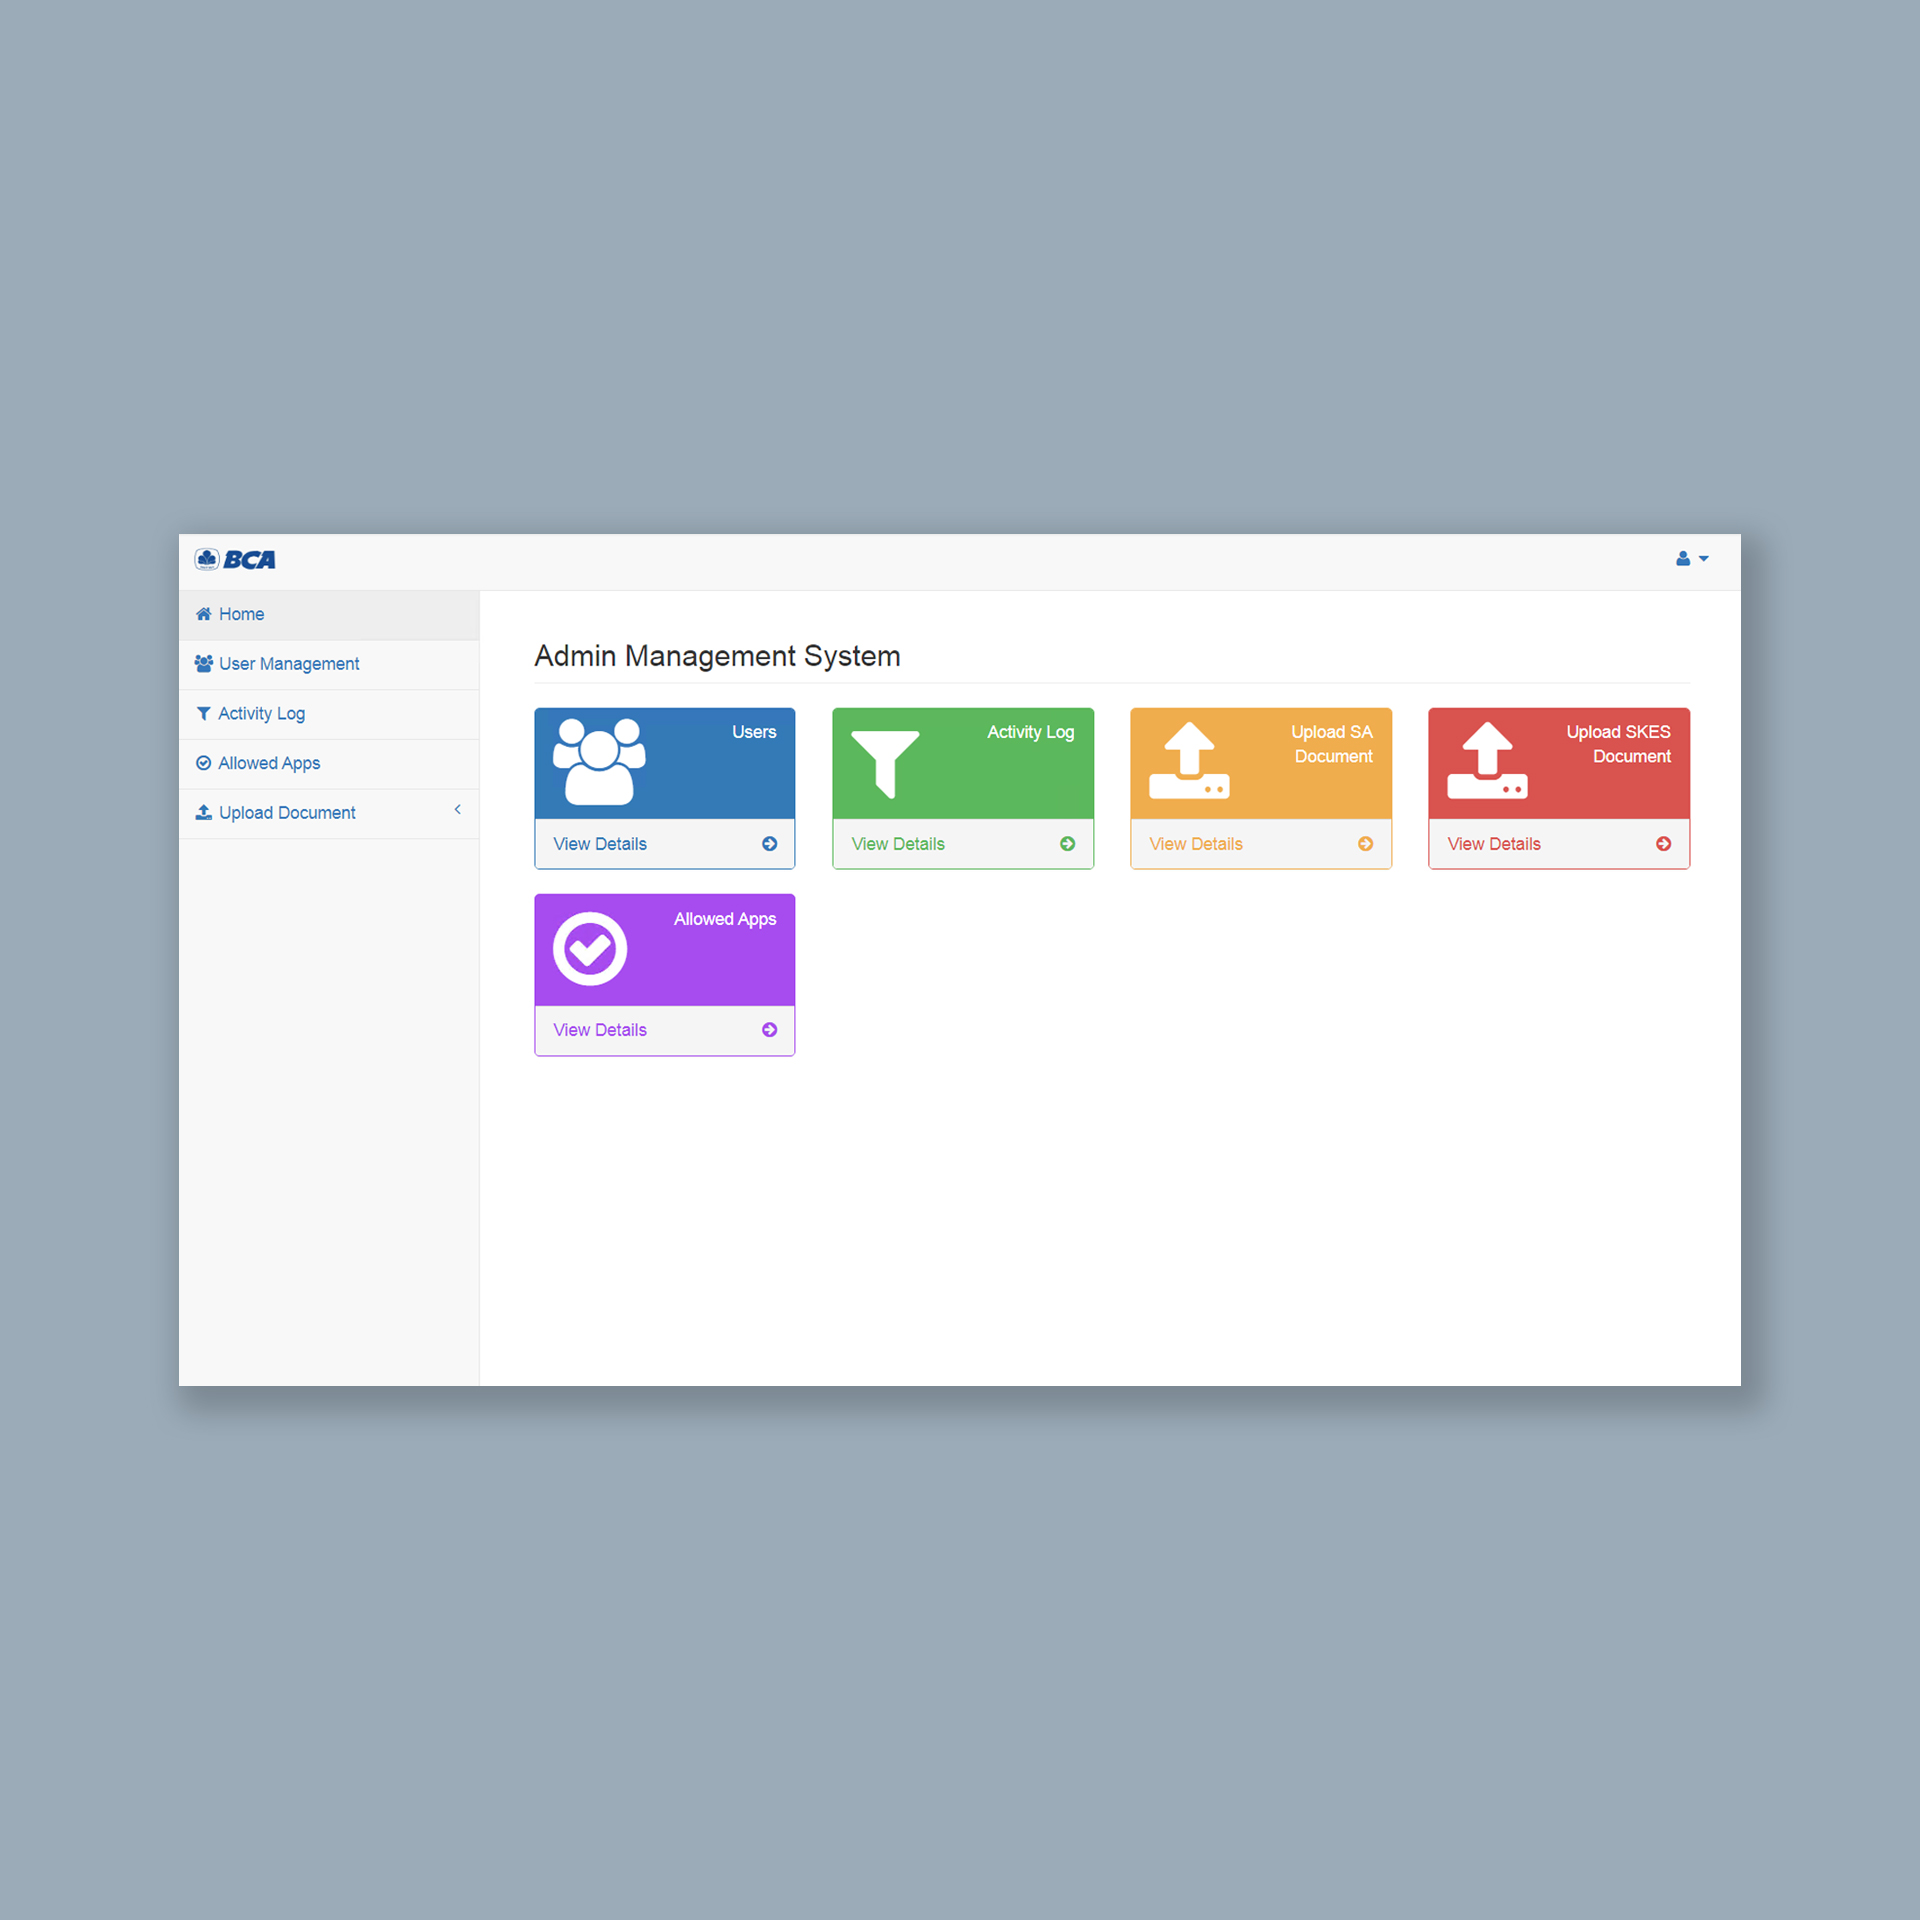 BCA
Home
User Management
Activity Log
Allowed Apps
Upload Document
Admin Management System
Users
View Details
Activity Log
View Details
Upload SA
Document
View Details
Upload SKES
Document
View Details
Allowed Apps
View Details